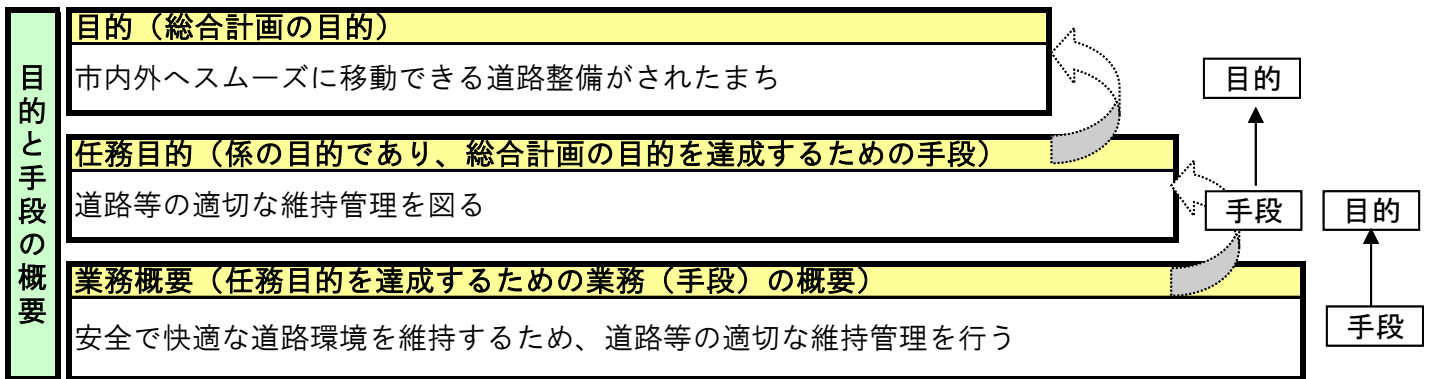 目的と手段の概要
目的（総合計画の目的）
市内外へスムーズに移動できる道路整備がされたまち
任務目的（係の目的であり、総合計画の目的を達成するための手段）
道路等の適切な維持管理を図る
業務概要（任務目的を達成するための業務（手段）の概要）
安全で快適な道路環境を維持するため、道路等の適切な維持管理を行う
目的
手段
目的
手段